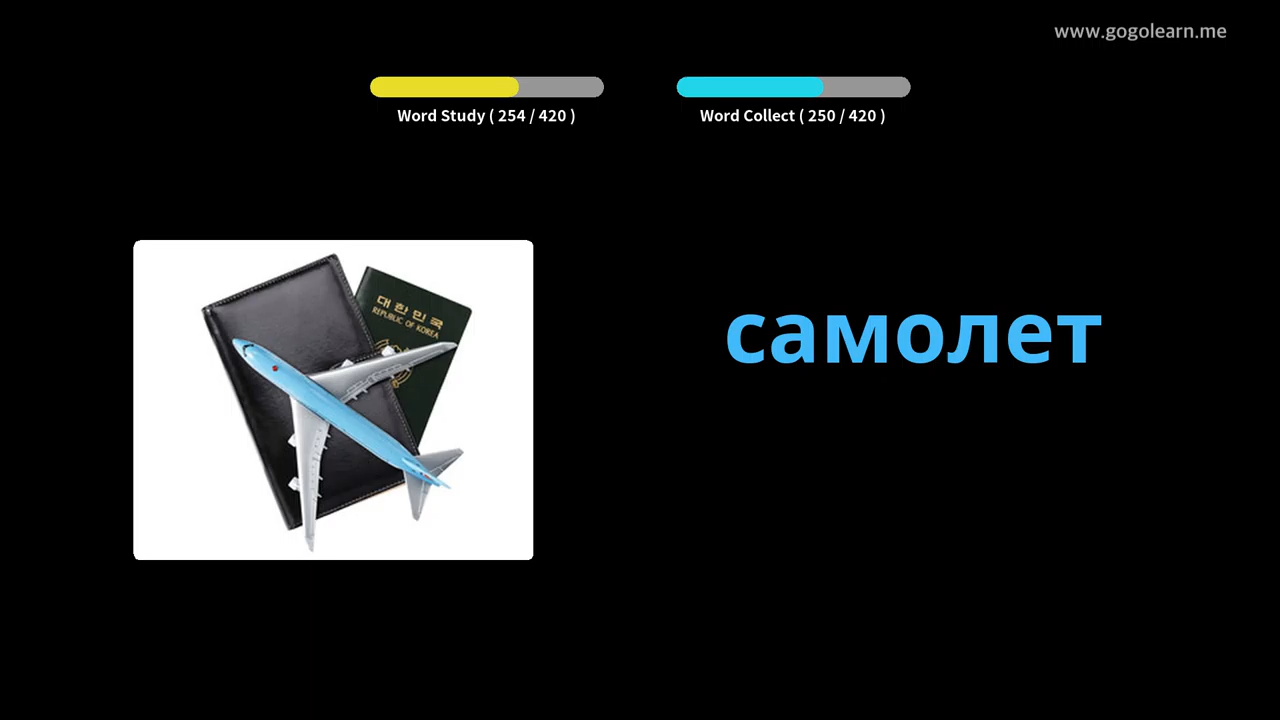 www.gogolearn.me
Word Study ( 254 / 420 )
Word Collect ( 250 / 420 )
대한민국
REPUBLIC OF KOREA
самолет